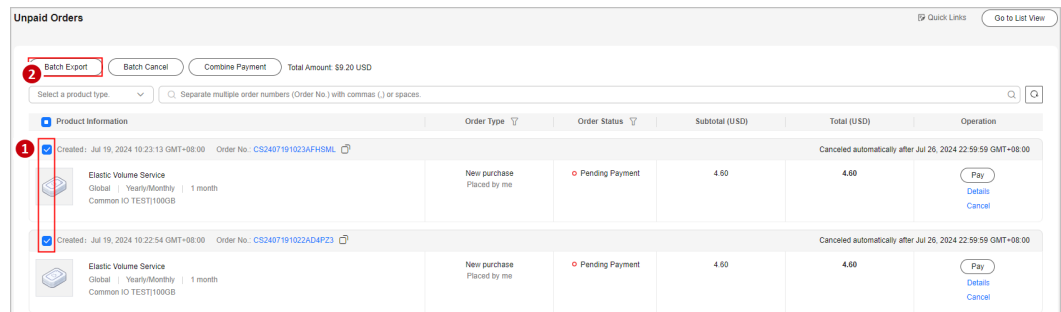 Unpaid Orders
Quick Links
Go to List View
Batch Export
Batch Cancel
Combine Payment
Total Amount: $9.20 USD
2
Select a product type.
Separate multiple order numbers (Order No.) with commas (,) or spaces.
Product Information
Order Type
Order Status
Subtotal (USD)
Total (USD)
Operation
1
Created: Jul 19, 2024 10:23:13 GMT+08:00 Order No.: CS2407191023AFHSML
Canceled automatically after Jul 26, 2024 22:59:59 GMT+08:00
Elastic Volume Service
Global | Yearly/Monthly | 1 month
Common IO TEST|100GB
New purchase
Placed by me
Pending Payment
4.60
4.60
Pay
Details
Cancel
Created: Jul 19, 2024 10:22:54 GMT+08:00 Order No.: CS2407191022AD4PZ3
Canceled automatically after Jul 26, 2024 22:59:59 GMT+08:00
Elastic Volume Service
Global | Yearly/Monthly | 1 month
Common IO TEST|100GB
New purchase
Placed by me
Pending Payment
4.60
4.60
Pay
Details
Cancel